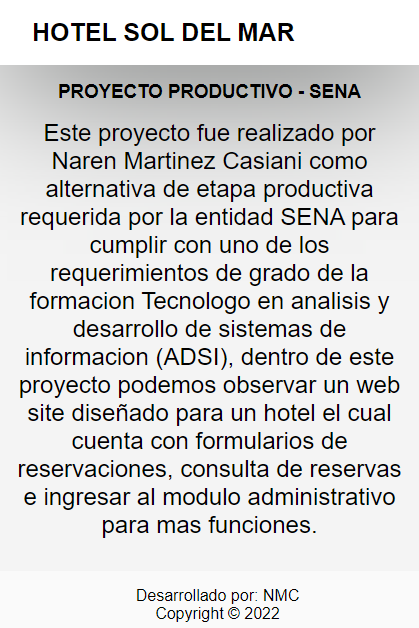 HOTEL SOL DEL MAR
PROYECTO PRODUCTIVO - SENA
Este proyecto fue realizado por
Naren Martinez Casiani como
alternativa de etapa productiva
requerida por la entidad SENA para
cumplir con uno de los
requerimientos de grado de la
formacion Tecnologo en analisis y
desarrollo de sistemas de
informacion (ADSI), dentro de este
proyecto podemos observar un web
site diseñado para un hotel el cual
cuenta con formularios de
reservaciones, consulta de reservas
e ingresar al modulo administrativo
para mas funciones.
Desarrollado por: NMC
Copyright © 2022